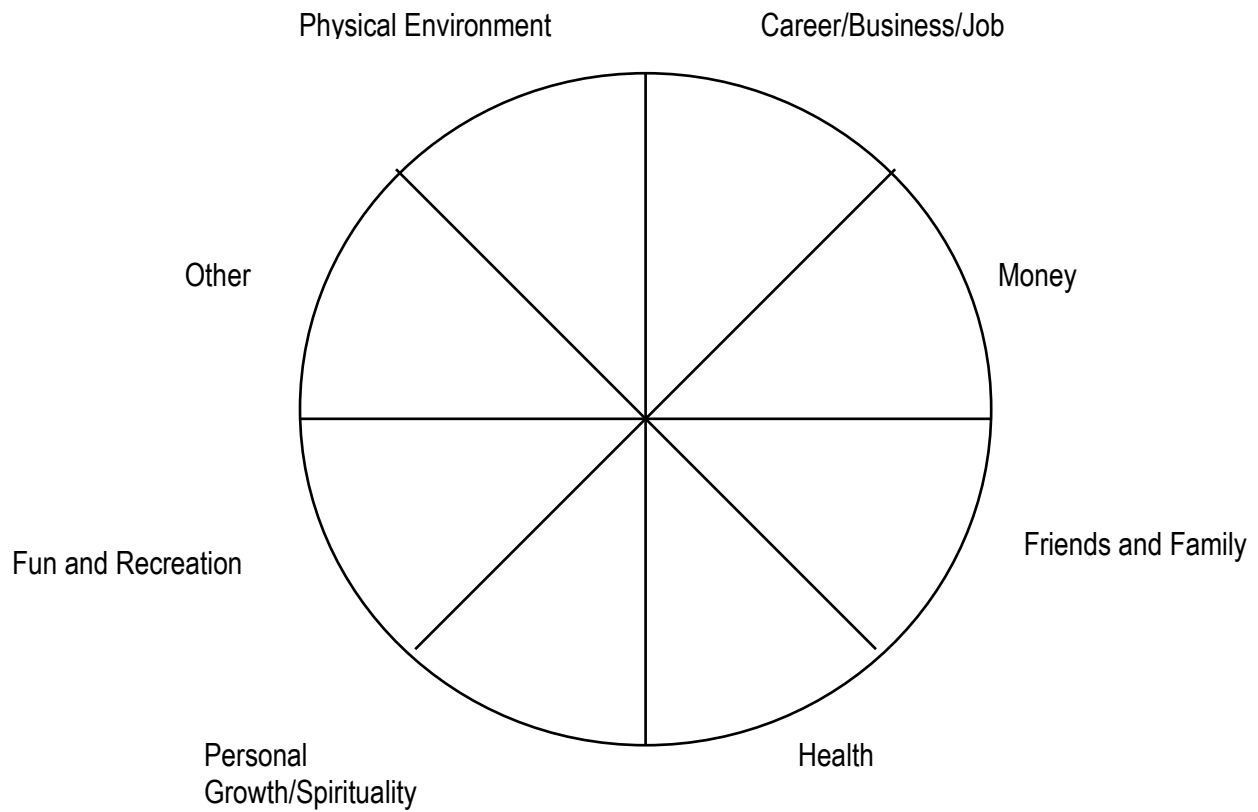 Physical Environment
Career/Business/Job
Other
Money
Fun and Recreation
Friends and Family
Personal
Growth/Spirituality
Health